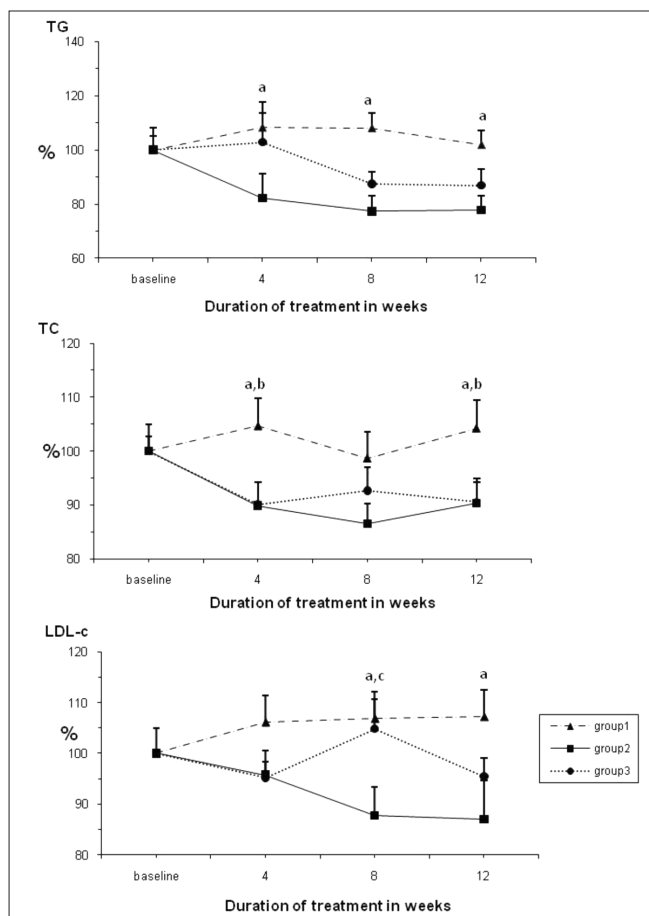 TG
140
a
a
a
120
%
100
80
60
baseline
4
8
12
Duration of treatment in weeks
TC
120
a,b
a,b
110
%
100
90
80
baseline
4
8
12
Duration of treatment in weeks
LDL-c
120
a,c
a
110
%
100
90
80
group1
group2
group3
baseline
4
8
12
Duration of treatment in weeks